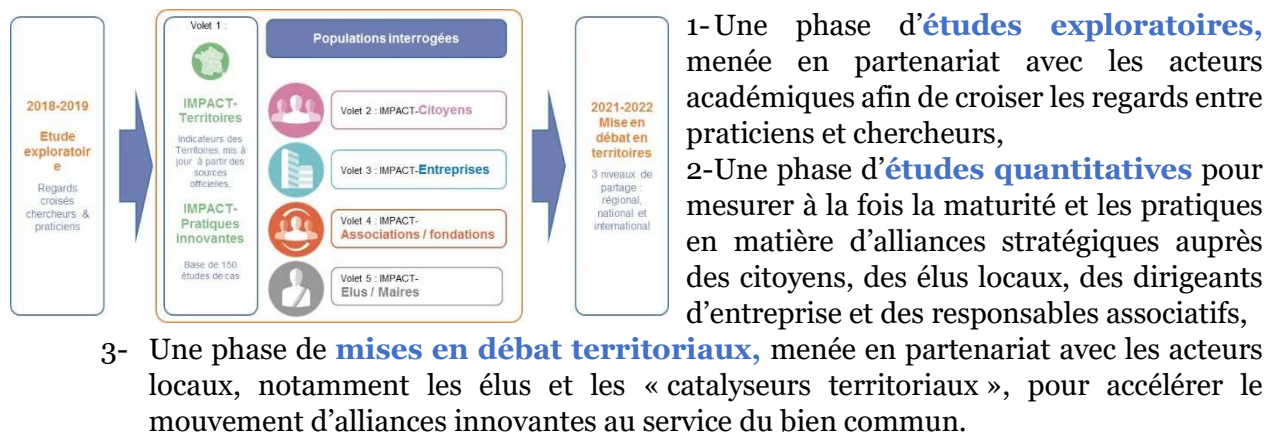 2018-2019
Etude
exploratoir
e
Regards
croisés
chercheurs &
praticiens
Volet 1 :
IMPACT-
Territoires
Indicateurs des
Territoires, mis à
jour à partir des
sources
officielles,
IMPACT-
Pratiques
innovantes
Base de 150
études de cas
Populations interrogées
Volet 2 : IMPACT-Citoyens
Volet 3 : IMPACT-Entreprises
Volet 4 : IMPACT-
Associations / fondations
Volet 5 : IMPACT-
Elus / Maires
2021-2022
Mise en
débat en
territoires
3 niveaux de
partage :
régional,
national et
international
1-Une phase d’études exploratoires,
menée en partenariat avec les acteurs
académiques afin de croiser les regards entre
praticiens et chercheurs,
2-Une phase d’études quantitatives pour
mesurer à la fois la maturité et les pratiques
en matière d’alliances stratégiques auprès
des citoyens, des élus locaux, des dirigeants
d’entreprise et des responsables associatifs,
3- Une phase de mises en débat territoriaux, menée en partenariat avec les acteurs
locaux, notamment les élus et les « catalyseurs territoriaux », pour accélérer le
mouvement d’alliances innovantes au service du bien commun.